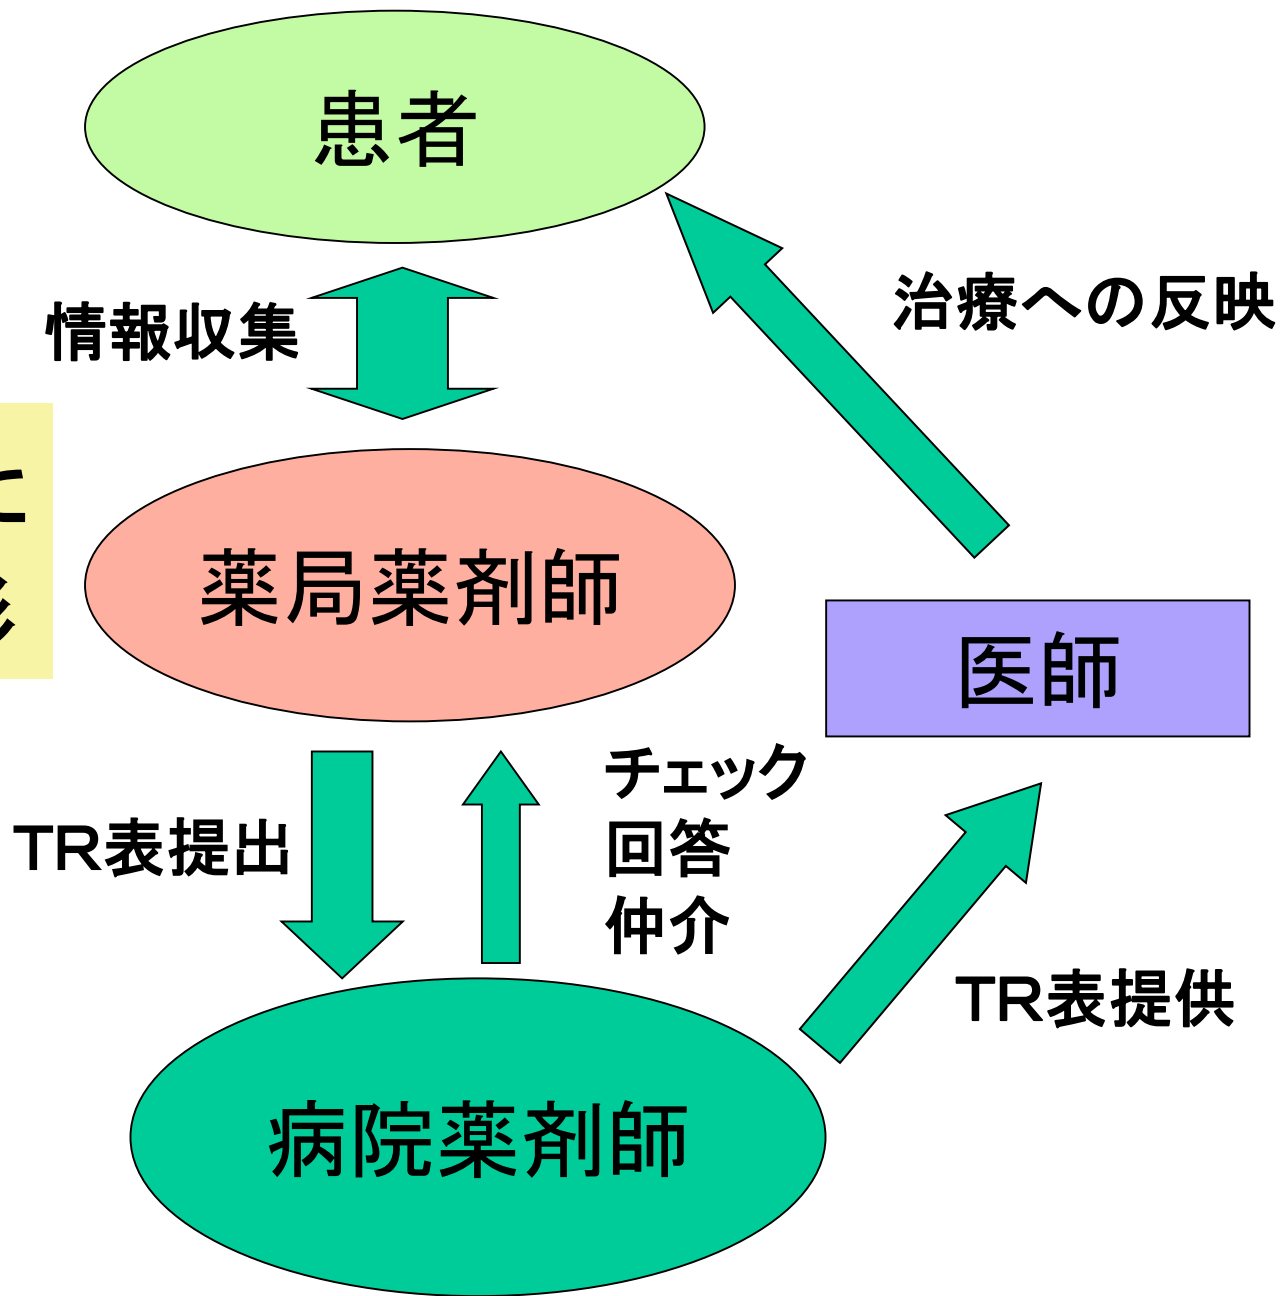 患者
情報収集
治療への反映
て
薬局薬剤師
医師
チェック
回答
仲介
TR表提出
TR表提供
病院薬剤師